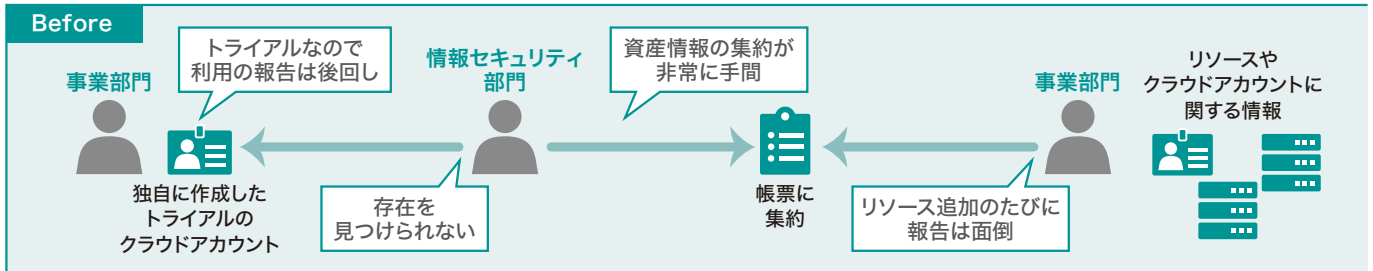 Before
事業部門
トライアルなので
利用の報告は後回し
独自に作成した
トライアルの
クラウドアカウント
情報セキュリティ
部門
存在を
見つけられない
資産情報の集約が
非常に手間
帳票に
集約
事業部門
リソース追加のたびに
報告は面倒
リソースや
クラウドアカウントに
関する情報